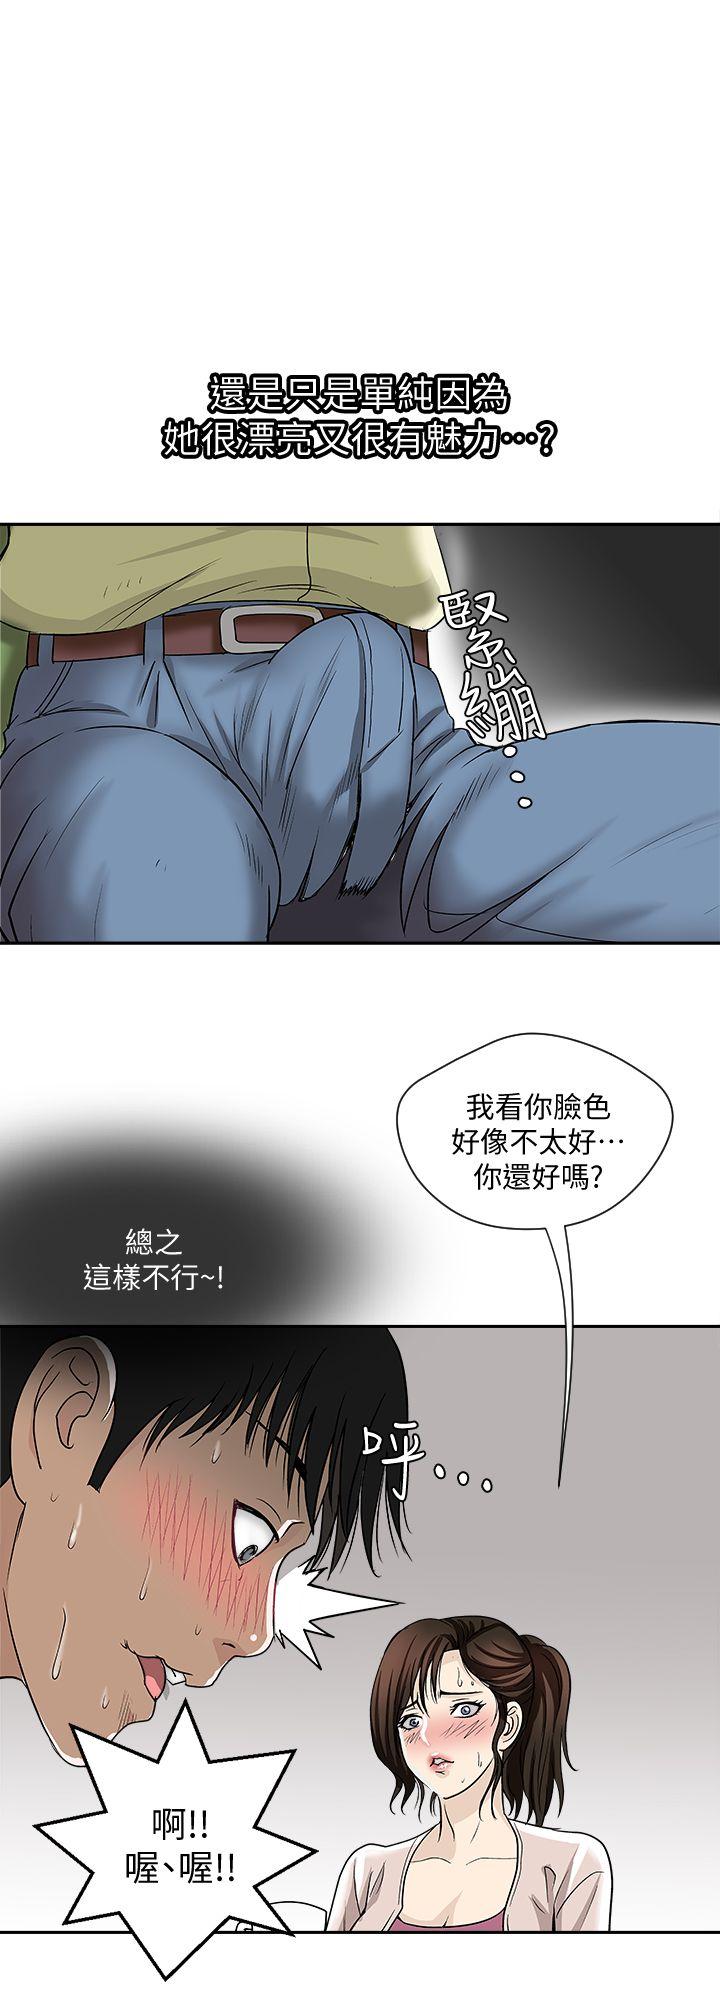 還是只是單純因為
她很漂亮又很有魅力…?
緊繃…
我看你臉色
好像不太好…
你還好嗎?
總之
這樣不行~!
呼…
啊!!
喔、喔!!